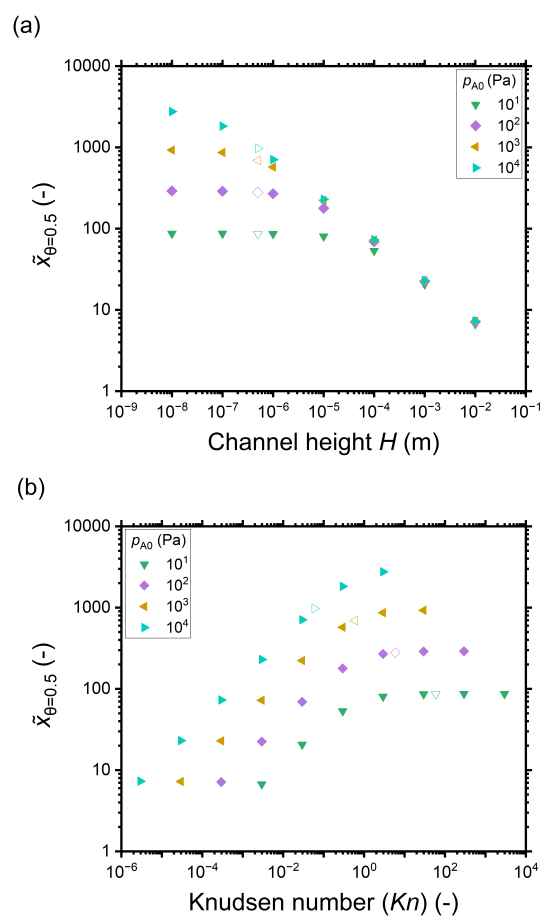 (a)
10000
1000
100
10
1
x̃θ=0.5 (-)
pA0 (Pa)
10¹
10²
10³
10⁴
10⁻⁹ 10⁻⁸ 10⁻⁷ 10⁻⁶ 10⁻⁵ 10⁻⁴ 10⁻³ 10⁻² 10⁻¹
Channel height H (m)
(b)
10000
1000
100
10
1
x̃θ=0.5 (-)
pA0 (Pa)
10¹
10²
10³
10⁴
10⁻⁶ 10⁻⁴ 10⁻² 10⁰ 10² 10⁴
Knudsen number (Kn) (-)